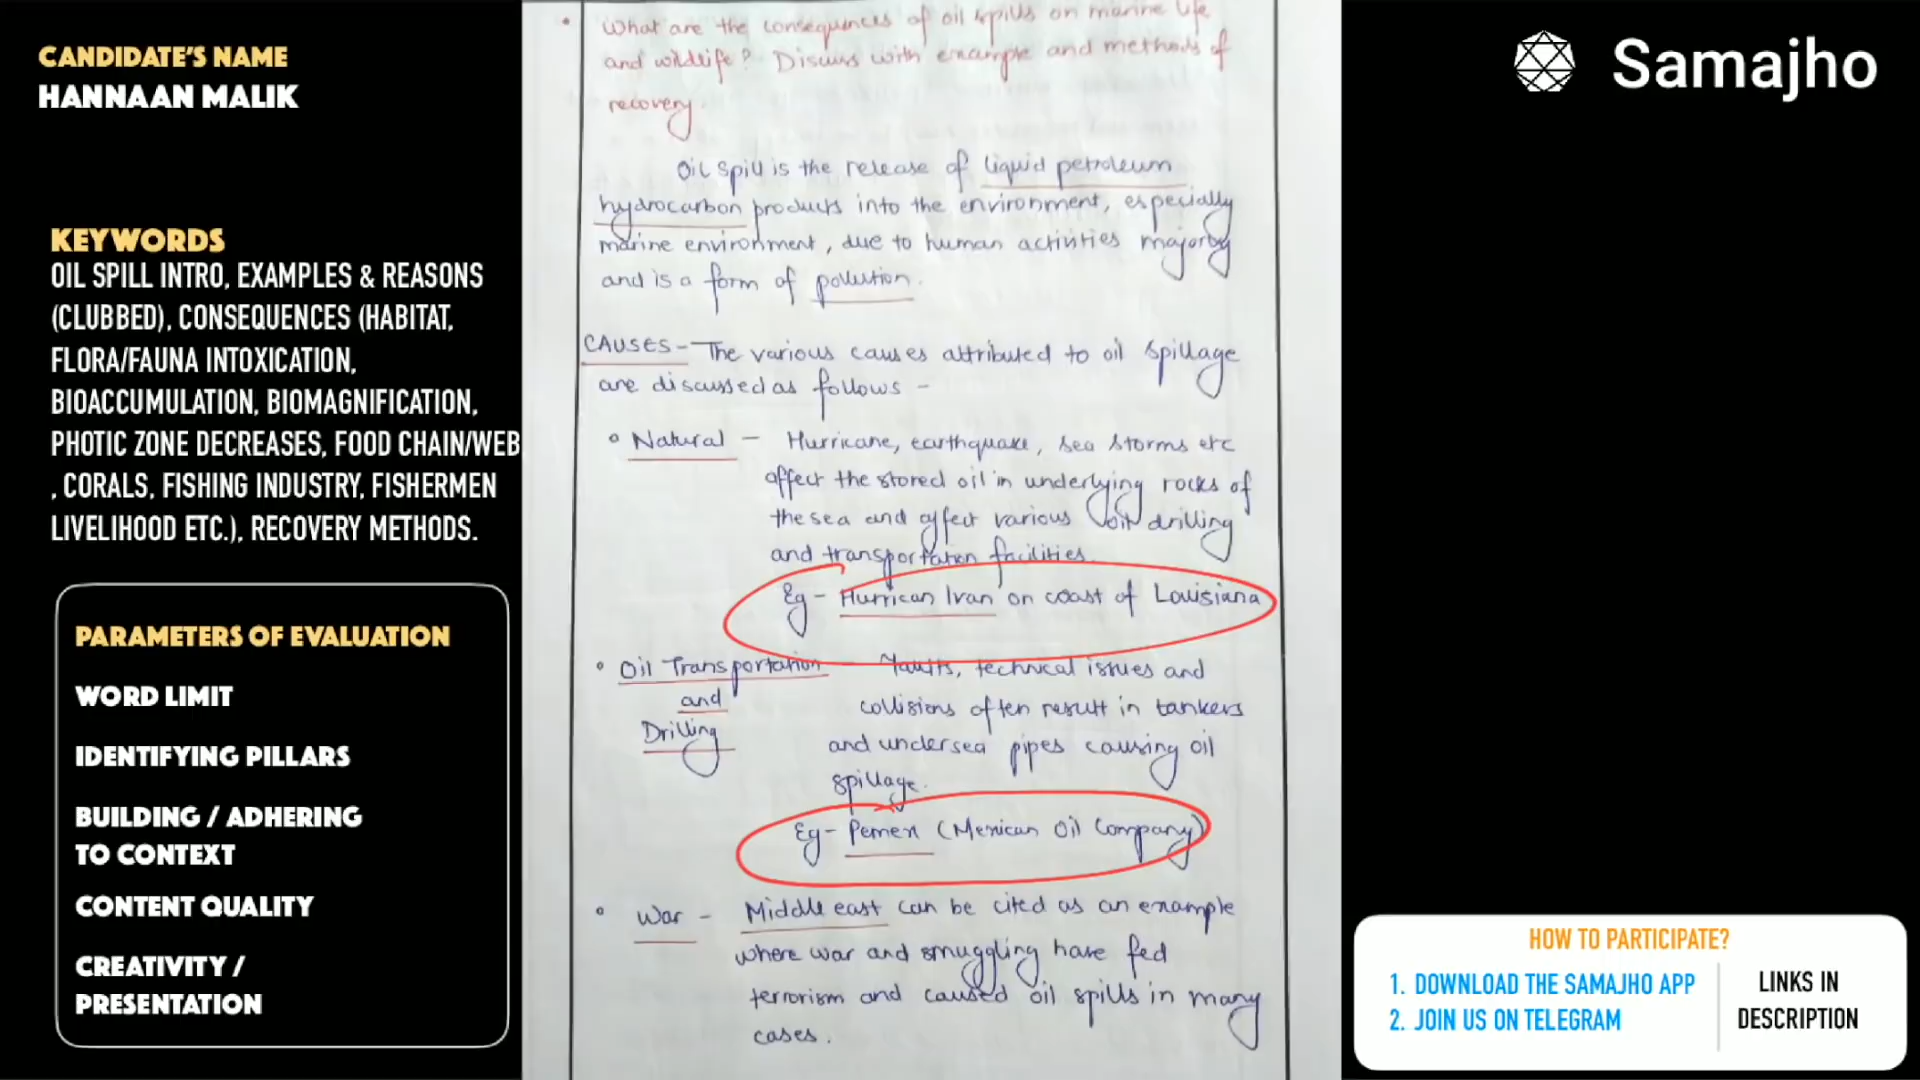 CANDIDATE'S NAME
HANNAAN MALIK
KEYWORDS
OIL SPILL INTRO, EXAMPLES & REASONS
(CLUBBED), CONSEQUENCES (HABITAT,
FLORA/FAUNA INTOXICATION,
BIOACCUMULATION, BIOMAGNIFICATION,
PHOTIC ZONE DECREASES, FOOD CHAIN/WEB
, CORALS, FISHING INDUSTRY, FISHERMEN
LIVELIHOOD ETC.), RECOVERY METHODS.
PARAMETERS OF EVALUATION
WORD LIMIT
IDENTIFYING PILLARS
BUILDING / ADHERING
TO CONTEXT
CONTENT QUALITY
CREATIVITY /
PRESENTATION
What are the consequences of oil spills on marine life
and wildlife? Discuss with example and methods of
recovery.
Oil spill is the release of liquid petroleum
hydrocarbon products into the environment, especially
marine environment, due to human activities majorly
and is a form of pollution.
CAUSES - The various causes attributed to oil spillage
are discussed as follows -
Natural - Hurricane, earthquake, sea storms etc
affect the stored oil in underlying rocks of
the sea and affect various oil drilling
and transportation facilities.
Eg - Hurrican Ivan on coast of Louisiana
Oil Transportation - Faults, technical issues and
and collisions often result in tankers
Drilling and undersea pipes causing oil
spillage.
Eg - Pemex (Mexican Oil Company)
War - Middle east can be cited as an example
where war and smuggling have fed
terrorism and caused oil spills in many
cases.
Samajho
HOW TO PARTICIPATE?
1. DOWNLOAD THE SAMAJHO APP
2. JOIN US ON TELEGRAM
LINKS IN
DESCRIPTION